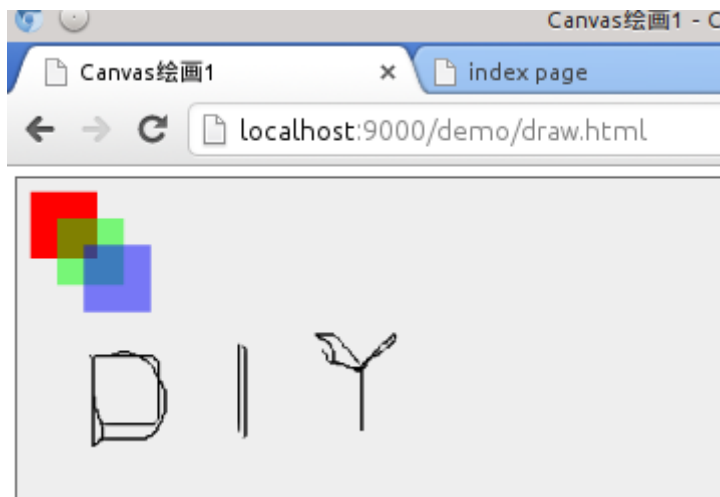 Canvas绘画1 - C
Canvas绘画1
index page
localhost:9000/demo/draw.html
D I Y